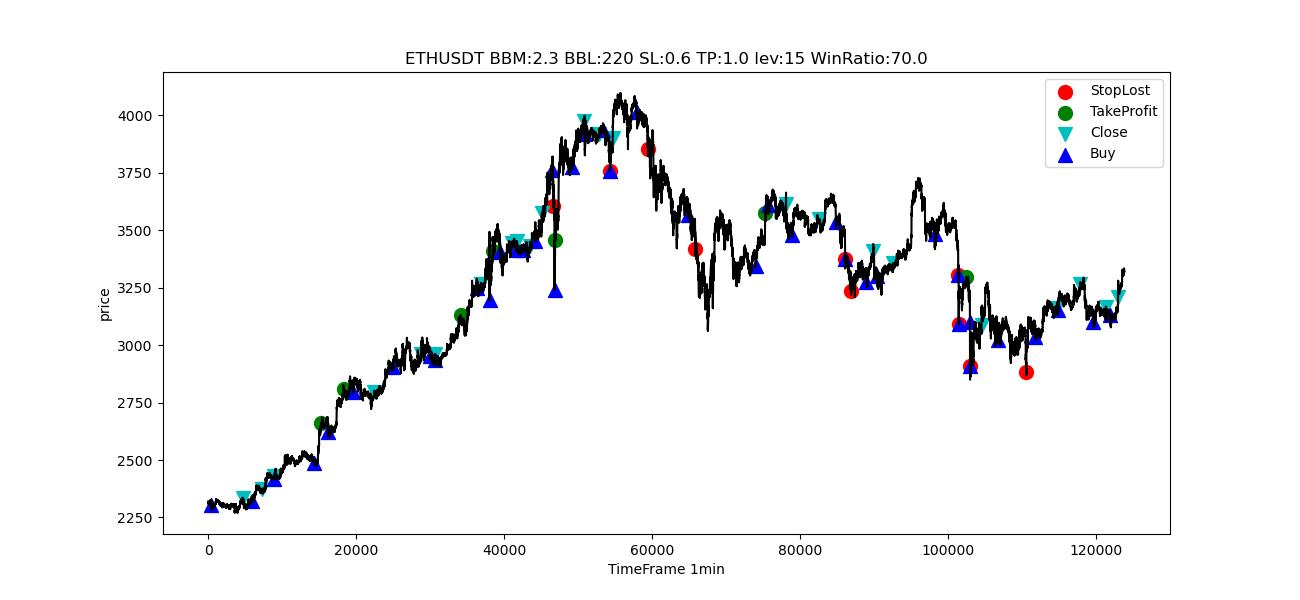 ETHUSDT BBM:2.3 BBL:220 SL:0.6 TP:1.0 lev:15 WinRatio:70.0
StopLost
TakeProfit
Close
Buy
price
4000
3750
3500
3250
3000
2750
2500
2250
0 20000 40000 60000 80000 100000 120000
TimeFrame 1min